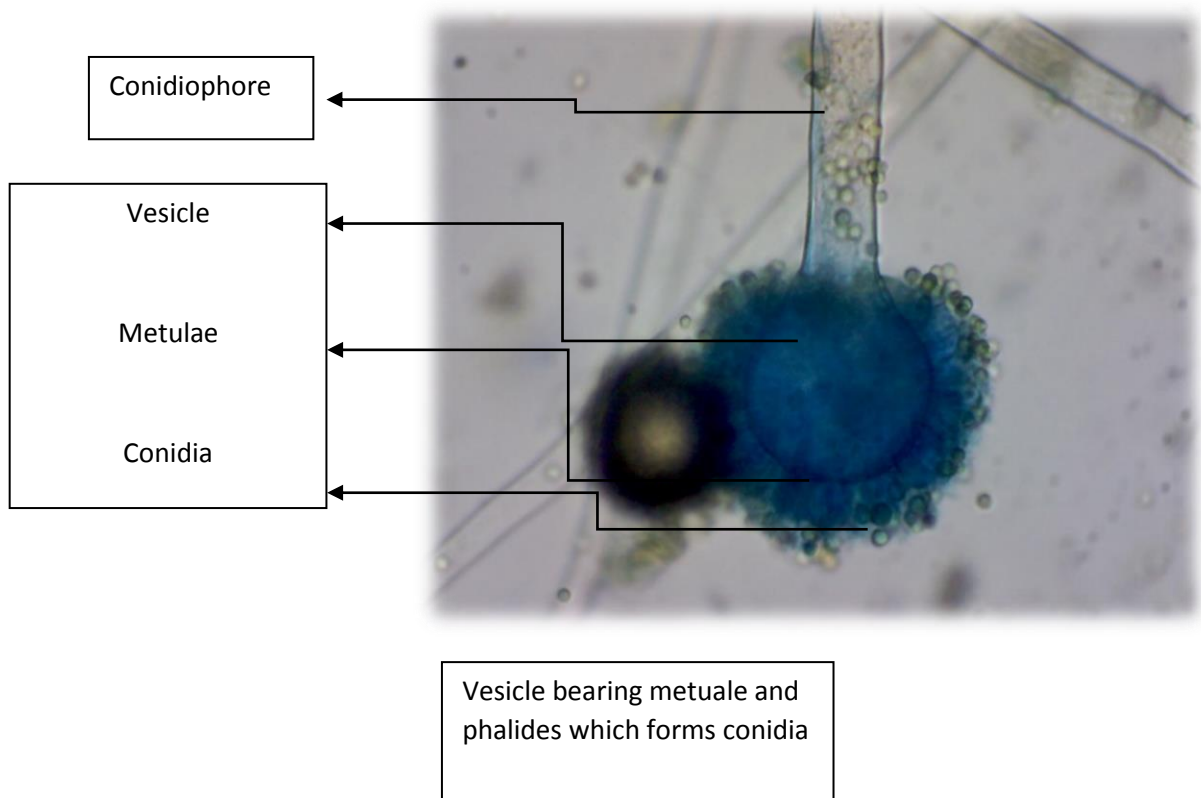 Conidiophore
Vesicle
Metulae
Conidia
Vesicle bearing metuale and
phalides which forms conidia